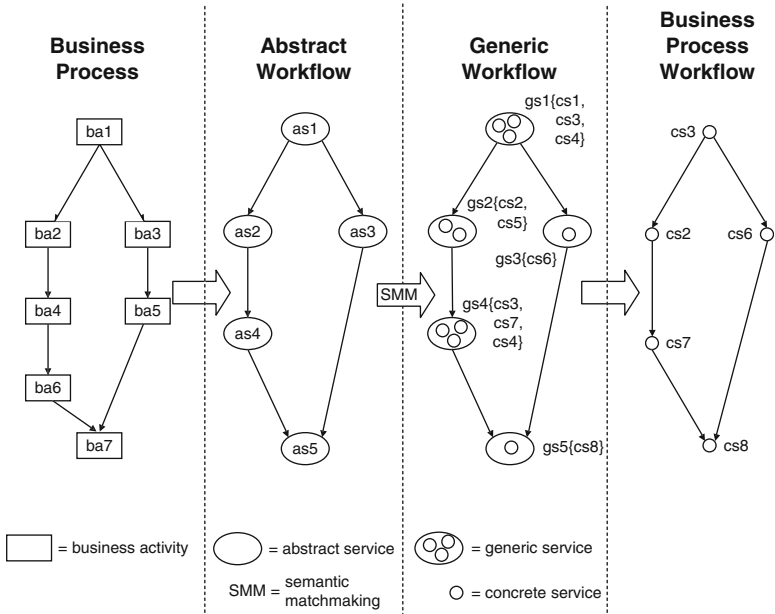 Business
Process
Abstract
Workflow
Generic
Workflow
Business
Process
Workflow
ba1
ba2
ba3
ba4
ba5
ba6
ba7
as1
as2
as3
as4
as5
SMM
gs1{cs1,
cs3,
cs4}
gs2{cs2,
cs5}
gs3{cs6}
gs4{cs3,
cs7,
cs4}
gs5{cs8}
cs3
cs2
cs6
cs7
cs8
= business activity
= abstract service
SMM = semantic
matchmaking
= generic service
= concrete service